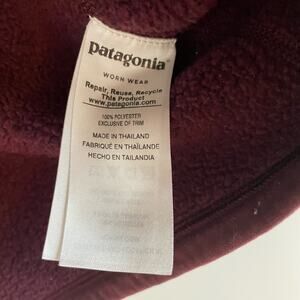 patagonia®
WORN WEAR
Repair, Reuse, Recycle
This Product
www.patagonia.com
100% POLYESTER
EXCLUSIVE OF TRIM
MADE IN THAILAND
FABRIQUÉ EN THAÏLANDE
HECHO EN TAILANDIA